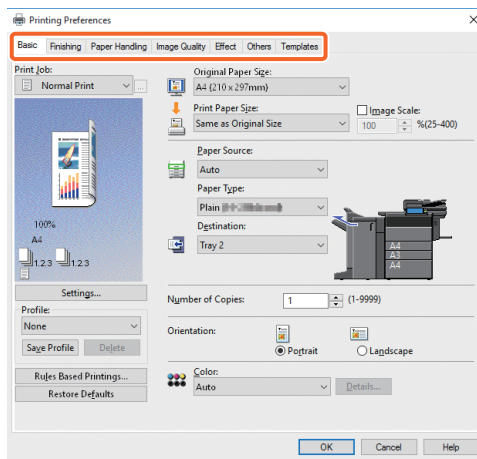 Printing Preferences
Basic Finishing Paper Handling Image Quality Effect Others Templates
Print Job:
Normal Print
...
Original Paper Size:
A4 (210 x 297mm)
Print Paper Size:
Same as Original Size
Image Scale:
100 %(25-400)
Paper Source:
Auto
Paper Type:
Plain
Destination:
Tray 2
100%
A4
1 2 3 1 2 3
A4
A3
A4
Settings...
Profile:
None
Save Profile Delete
Rules Based Printings...
Restore Defaults
Number of Copies: 1 (1-9999)
Orientation:
Portrait Landscape
Color:
Auto Details...
OK Cancel Help